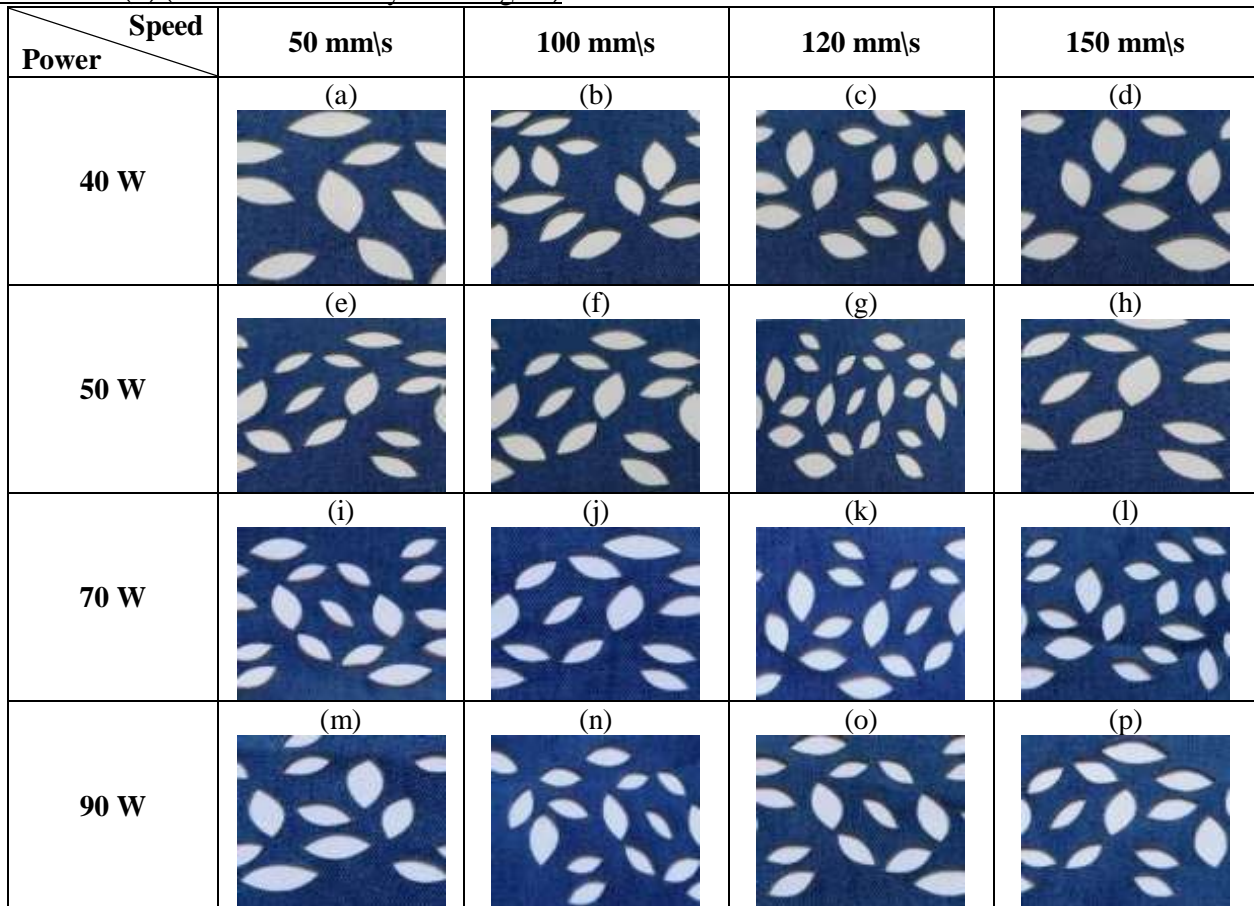 Speed
Power
50 mm\s
100 mm\s
120 mm\s
150 mm\s
(a)
(b)
(c)
(d)
40 W
(e)
(f)
(g)
(h)
50 W
(i)
(j)
(k)
(l)
70 W
(m)
(n)
(o)
(p)
90 W